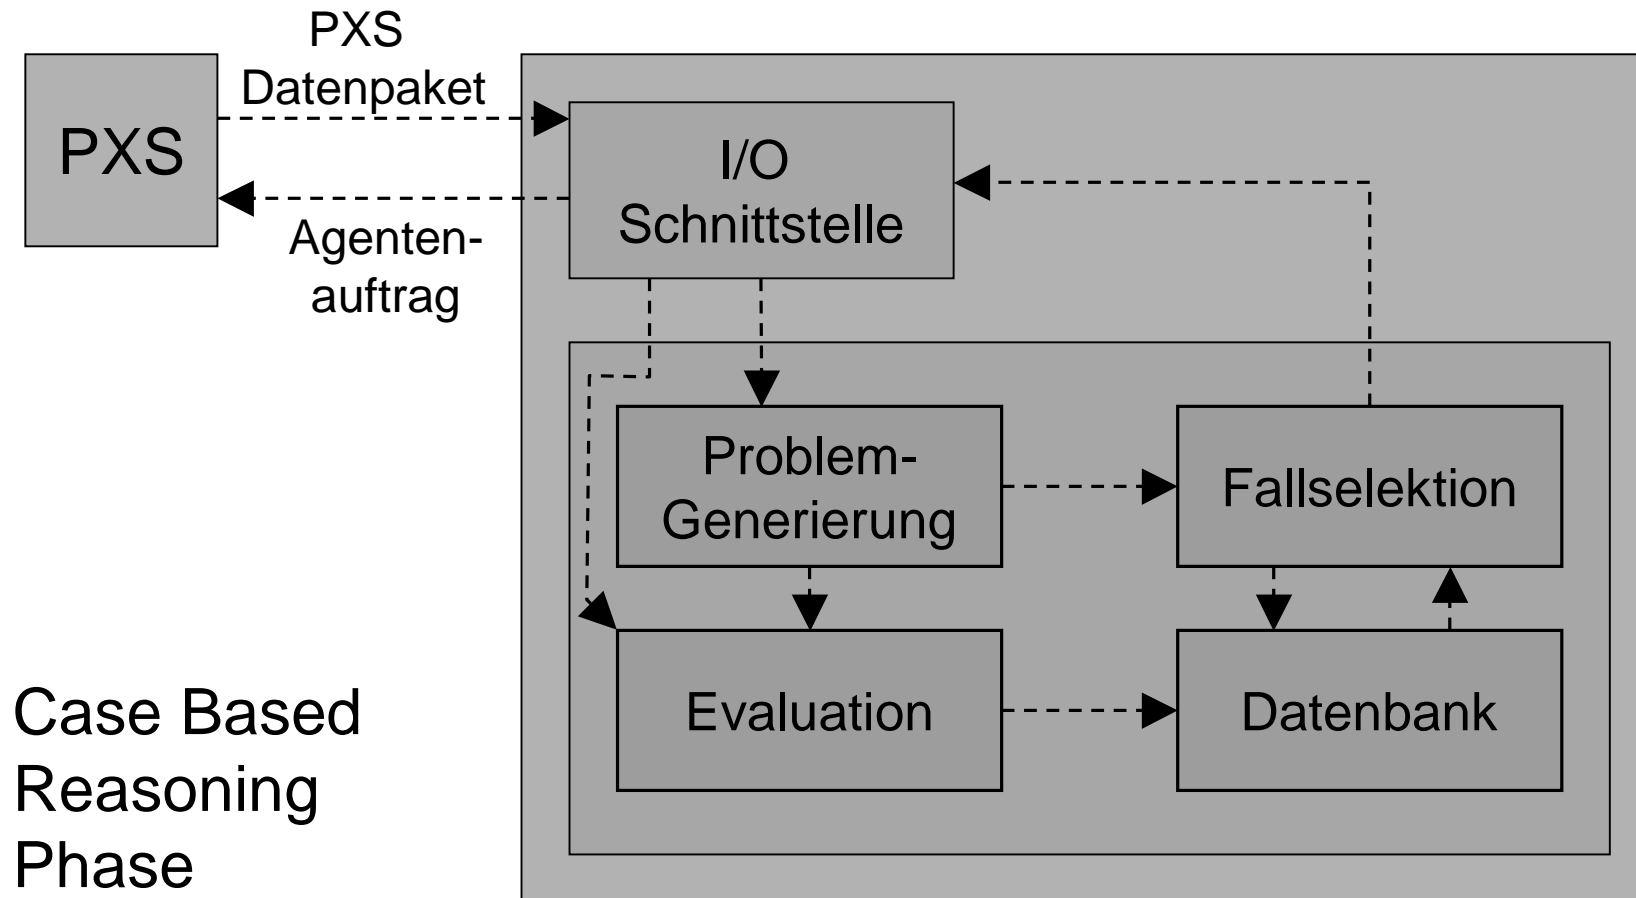 PXS
Datenpaket
PXS
I/O
Schnittstelle
Agenten-
auftrag
Problem-
Generierung
Fallselektion
Evaluation
Datenbank
Case Based
Reasoning
Phase